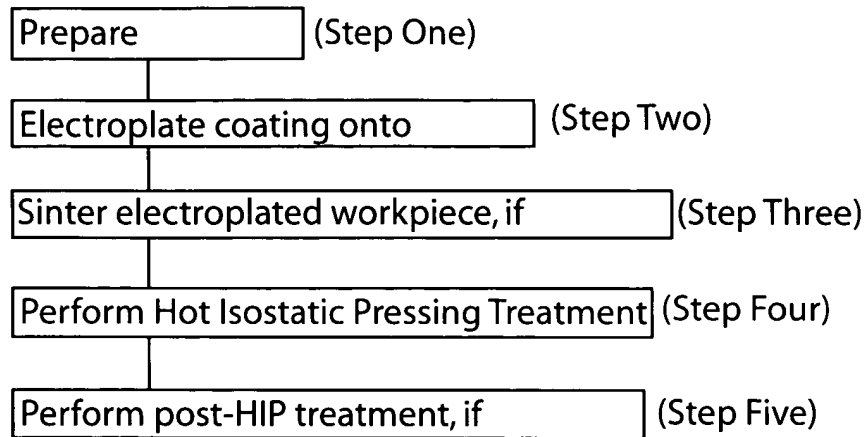 Prepare (Step One)
Electroplate coating onto (Step Two)
Sinter electroplated workpiece, if (Step Three)
Perform Hot Isostatic Pressing Treatment (Step Four)
Perform post-HIP treatment, if (Step Five)